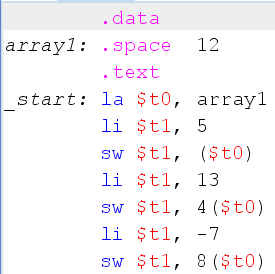 .data
array1: .space 12
.text
_start: la $t0, array1
li $t1, 5
sw $t1, ($t0)
li $t1, 13
sw $t1, 4($t0)
li $t1, -7
sw $t1, 8($t0)